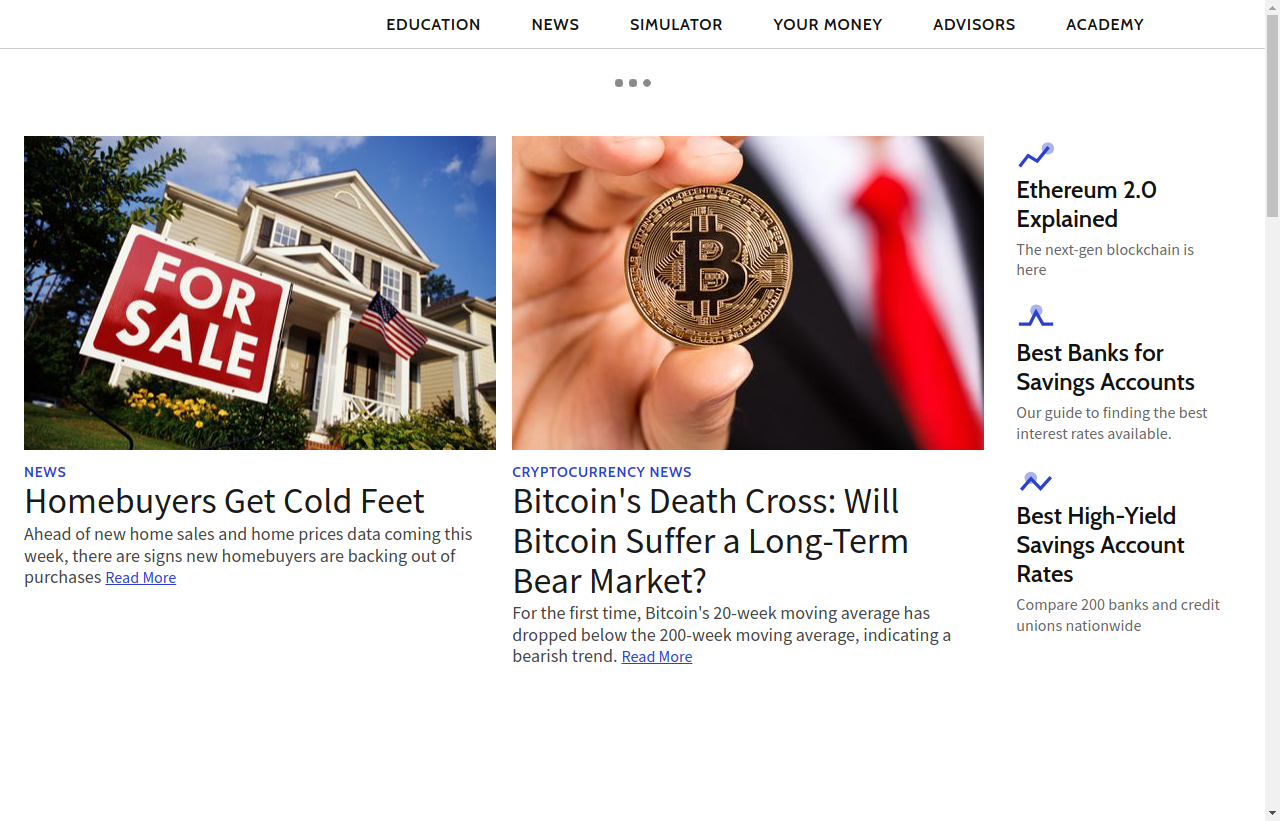 EDUCATION NEWS SIMULATOR YOUR MONEY ADVISORS ACADEMY
FOR
SALE
NEWS
Homebuyers Get Cold Feet
Ahead of new home sales and home prices data coming this
week, there are signs new homebuyers are backing out of
purchases Read More
CRYPTOCURRENCY NEWS
Bitcoin's Death Cross: Will
Bitcoin Suffer a Long-Term
Bear Market?
For the first time, Bitcoin's 20-week moving average has
dropped below the 200-week moving average, indicating a
bearish trend. Read More
Ethereum 2.0
Explained
The next-gen blockchain is
here
Best Banks for
Savings Accounts
Our guide to finding the best
interest rates available.
Best High-Yield
Savings Account
Rates
Compare 200 banks and credit
unions nationwide